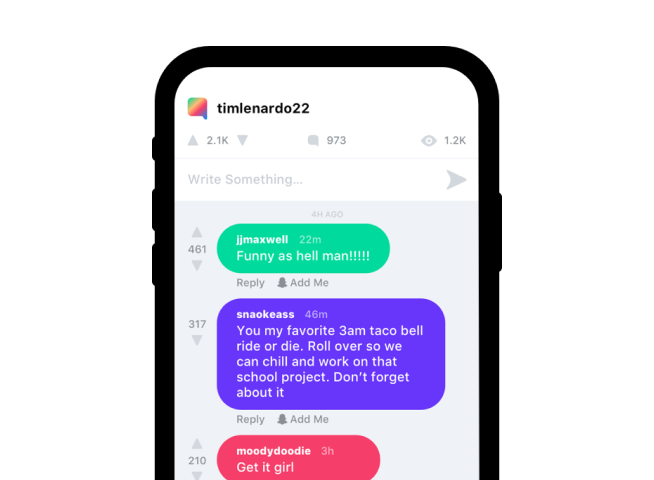 timlenardo22
2.1K 973 1.2K
Write Something...
4H AGO
jjmaxwell 22m
461 Funny as hell man!!!!!
Reply Add Me
snaokeass 46m
317 You my favorite 3am taco bell
ride or die. Roll over so we
can chill and work on that
school project. Don't forget
about it
Reply Add Me
moodydoodie 3h
210 Get it girl